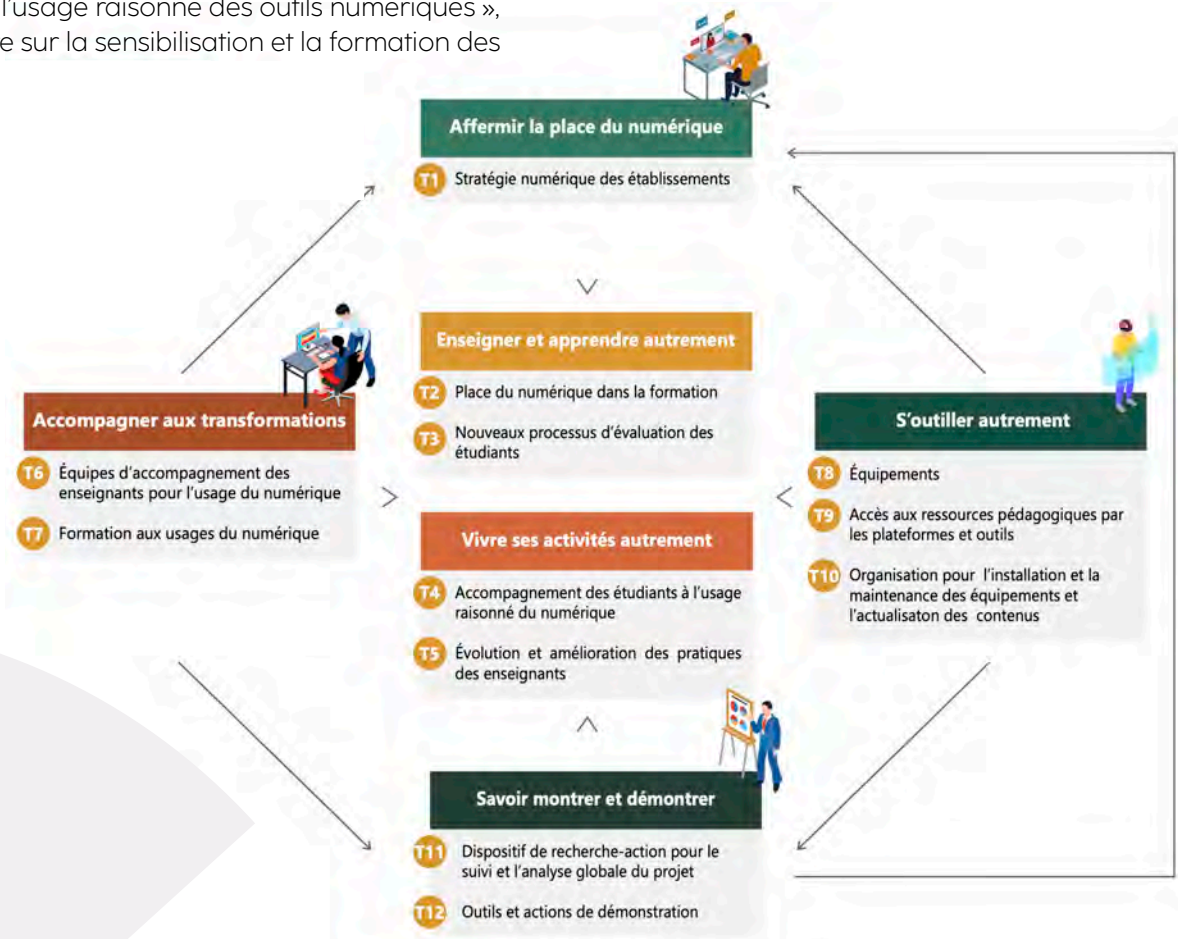 l'usage raisonné des outils numériques »,
e sur la sensibilisation et la formation des
Affermir la place du numérique
T1 Stratégie numérique des établissements
Enseigner et apprendre autrement
T2 Place du numérique dans la formation
T3 Nouveaux processus d'évaluation des
étudiants
Accompagner aux transformations
T6 Équipes d'accompagnement des
enseignants pour l'usage du numérique
T7 Formation aux usages du numérique
S'outiller autrement
T8 Équipements
T9 Accès aux ressources pédagogiques par
les plateformes et outils
T10 Organisation pour l'installation et la
maintenance des équipements et
l'actualisaton des contenus
Vivre ses activités autrement
T4 Accompagnement des étudiants à l'usage
raisonné du numérique
T5 Évolution et amélioration des pratiques
des enseignants
Savoir montrer et démontrer
T11 Dispositif de recherche-action pour le
suivi et l'analyse globale du projet
T12 Outils et actions de démonstration